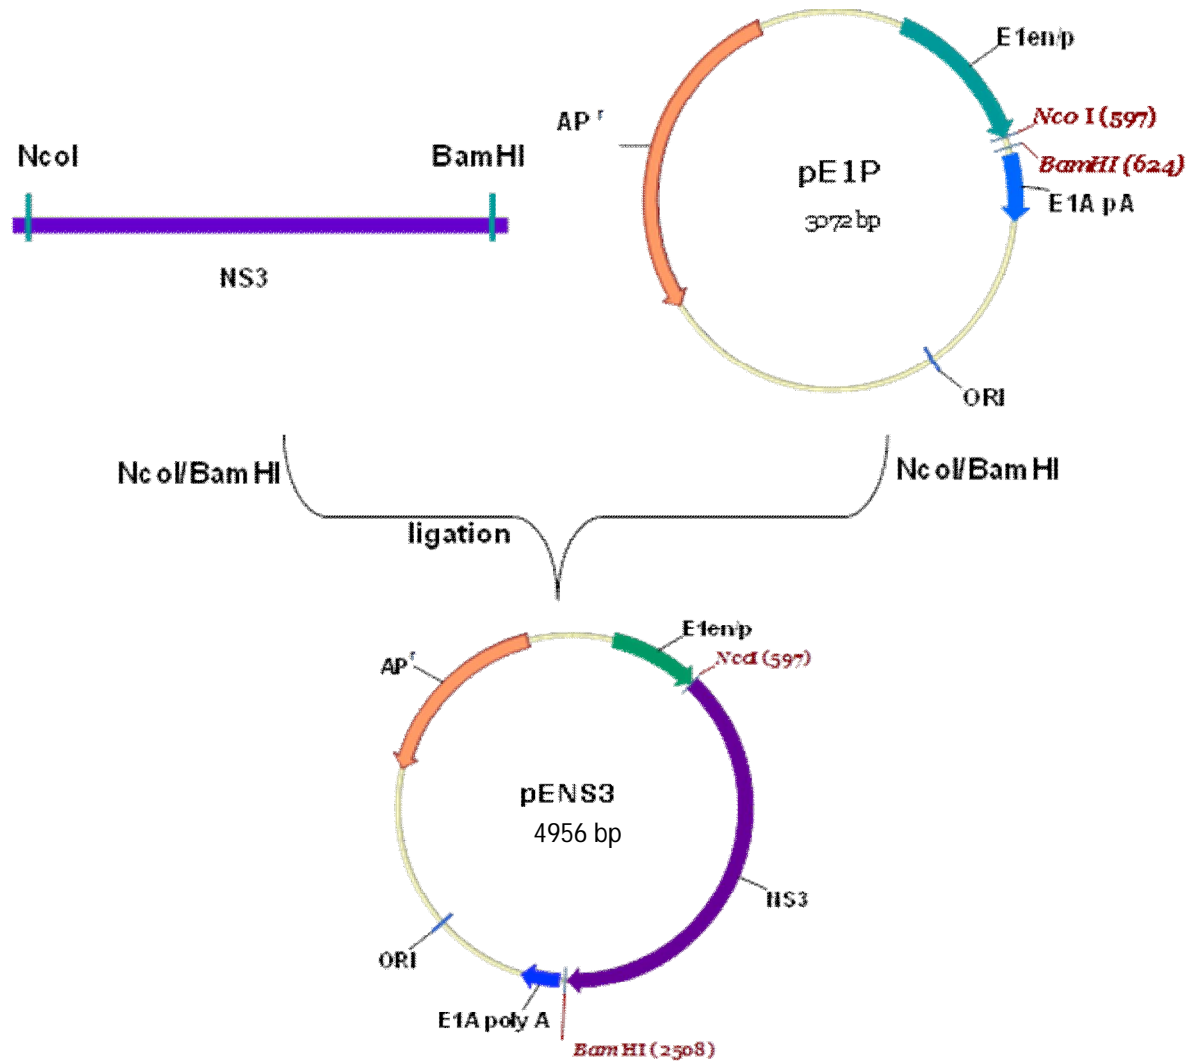 NcoI
BamHI
NS3
E1en/p
AP r
Nco I (597)
BamHI (624)
pE1P
3072 bp
E1A pA
ORI
NcoI/BamHI
NcoI/BamHI
ligation
E1en/p
AP r
NcoI (597)
pENS3
4956 bp
NS3
ORI
E1A poly A
BamHI (2508)